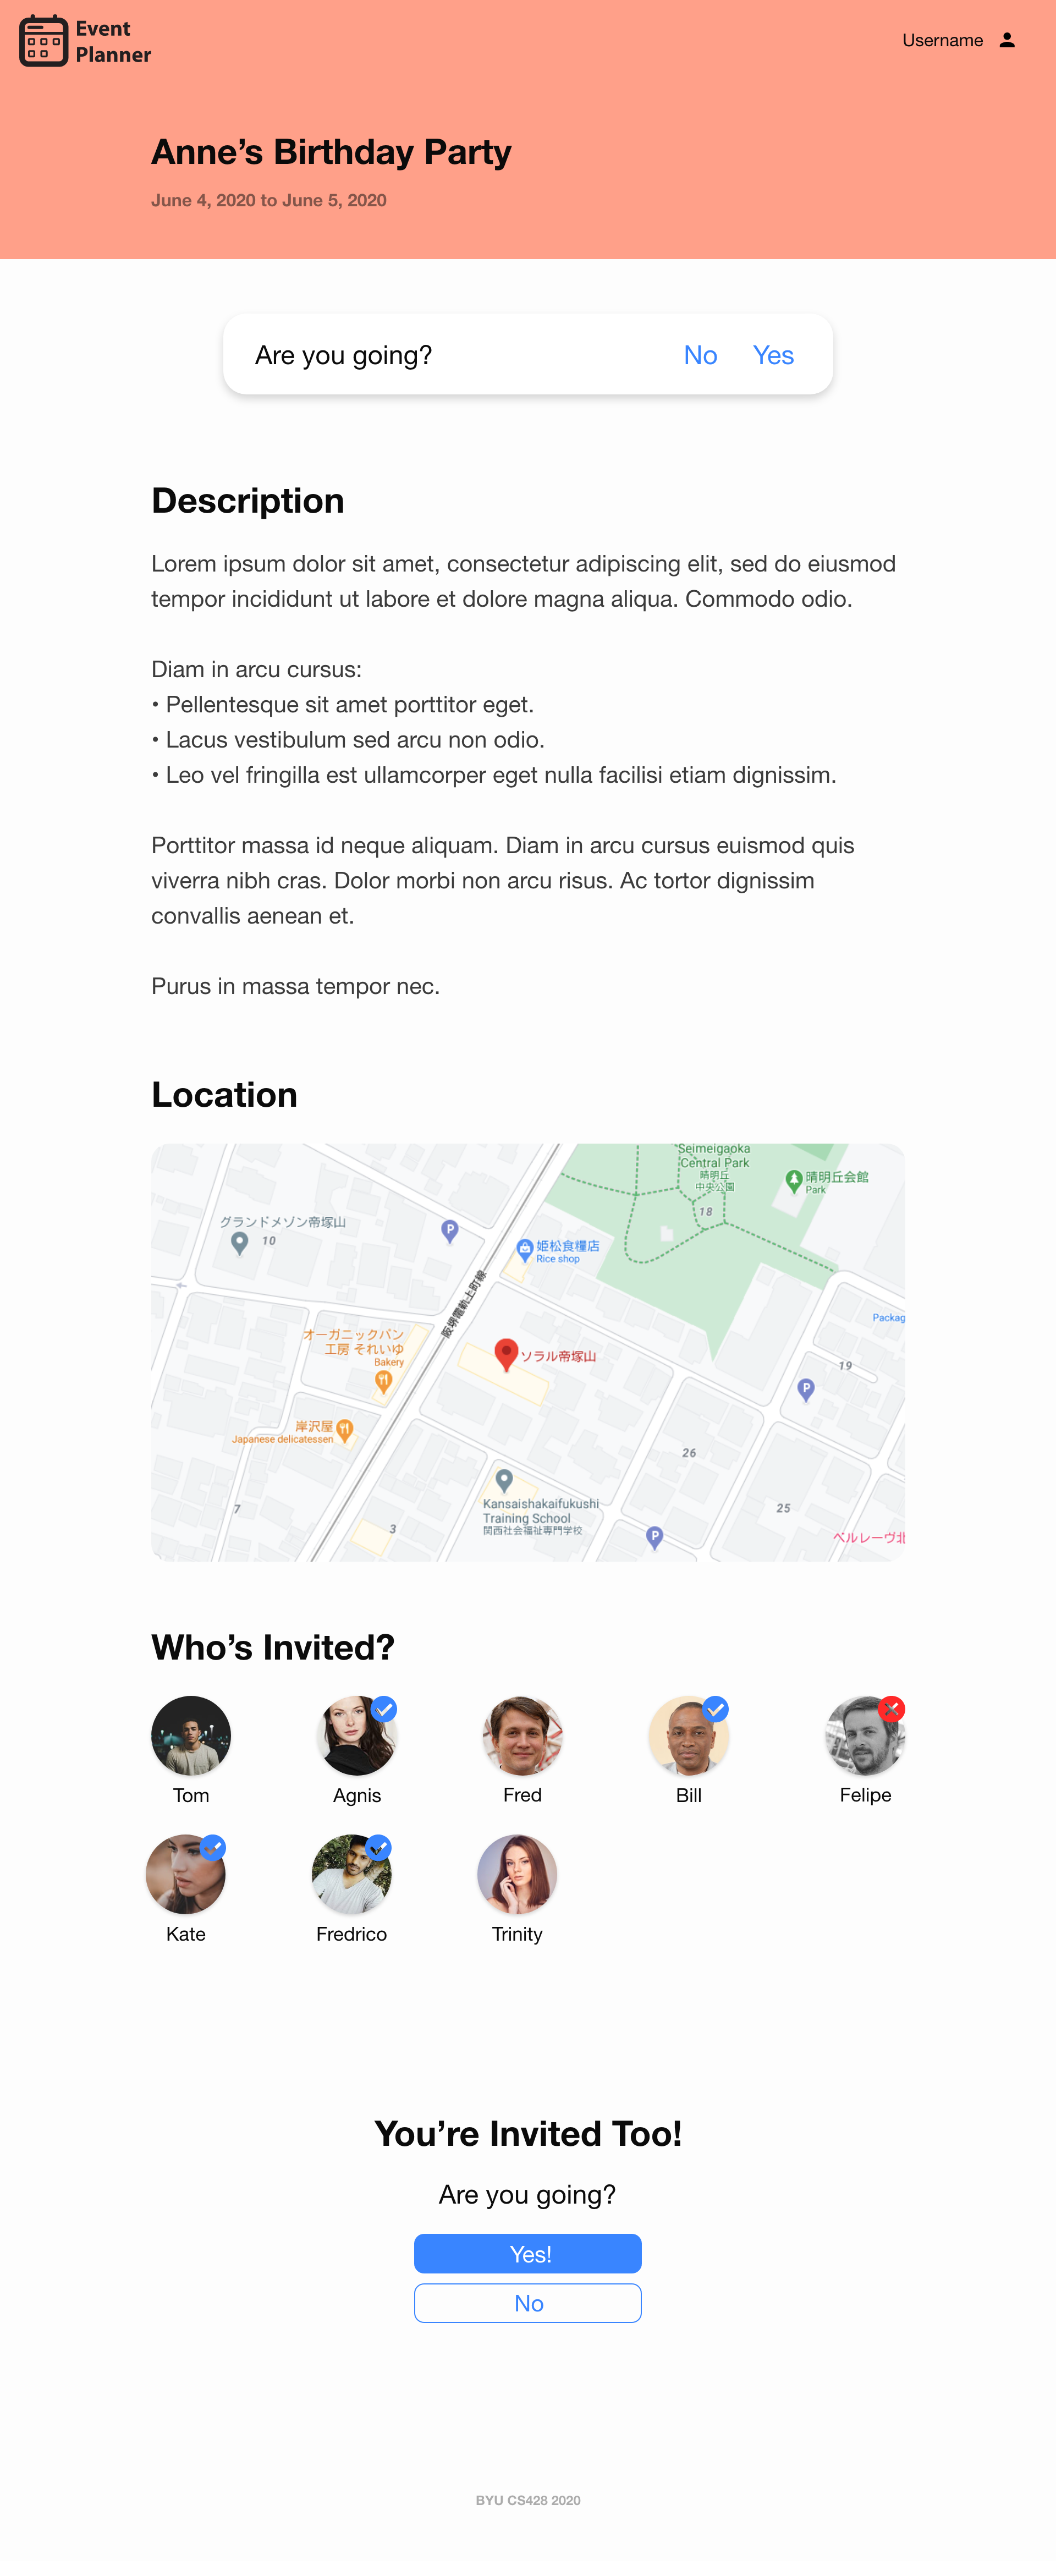 Event
Planner
Username
Anne’s Birthday Party
June 4, 2020 to June 5, 2020
Are you going?
No
Yes
Description
Lorem ipsum dolor sit amet, consectetur adipiscing elit, sed do eiusmod
tempor incididunt ut labore et dolore magna aliqua. Commodo odio.
Diam in arcu cursus:
• Pellentesque sit amet porttitor eget.
• Lacus vestibulum sed arcu non odio.
• Leo vel fringilla est ullamcorper eget nulla facilisi etiam dignissim.
Porttitor massa id neque aliquam. Diam in arcu cursus euismod quis
viverra nibh cras. Dolor morbi non arcu risus. Ac tortor dignissim
convallis aenean et.
Purus in massa tempor nec.
Location
Seimeigaoka
Central Park
晴明丘
中央公園
晴明丘会館
Park
18
グランドメゾン帝塚山
10
P
姫松食糧店
Rice shop
阪堺電軌上町線
Packag
オーガニックパン
工房 それいゆ
Bakery
ソラル帝塚山
19
P
岸沢屋
Japanese delicatessen
26
7
3
Kansaishakaifukushi
Training School
関西社会福祉専門学校
25
P
ベルレーヴ北
Who’s Invited?
Tom
Agnis
Fred
Bill
Felipe
Kate
Fredrico
Trinity
You’re Invited Too!
Are you going?
Yes!
No
BYU CS428 2020